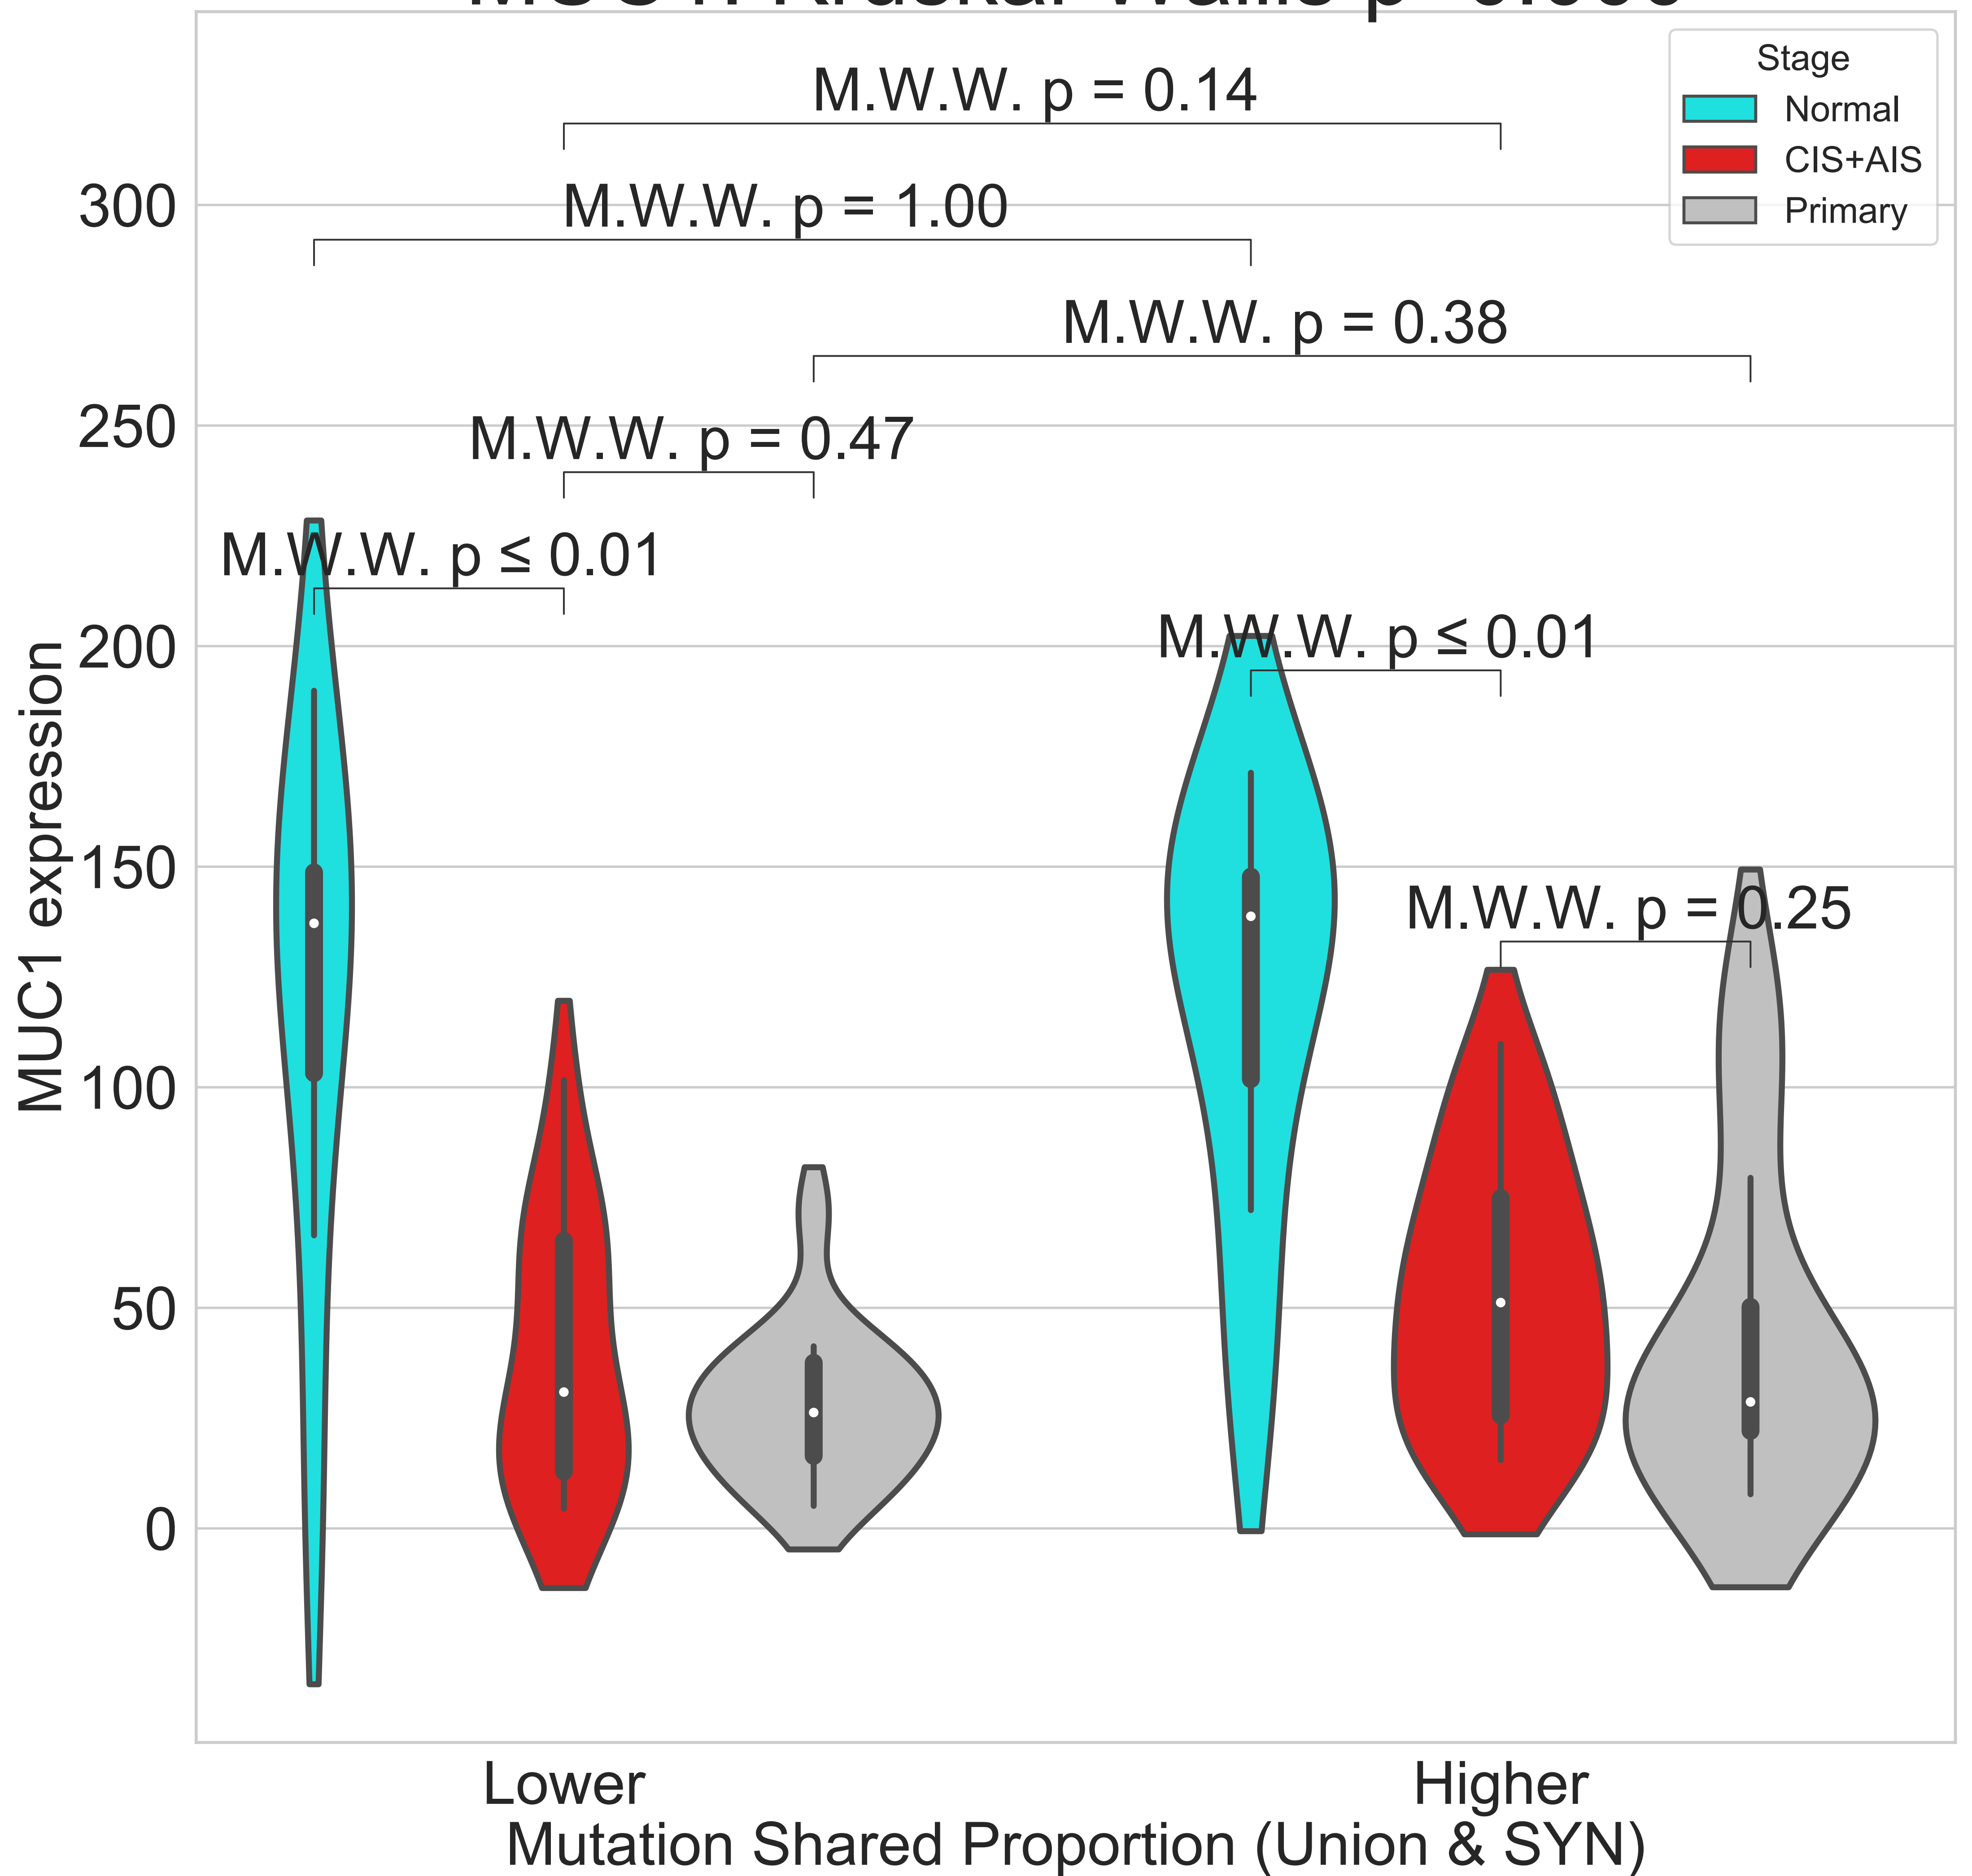 M.W.W. p = 0.14
Stage
Normal
CIS+AIS
Primary
M.W.W. p = 1.00
M.W.W. p = 0.38
M.W.W. p = 0.47
M.W.W. p ≤ 0.01
M.W.W. p ≤ 0.01
M.W.W. p = 0.25
300
250
200
150
100
50
0
MUC1 expression
Lower
Higher
Mutation Shared Proportion (Union & SYN)